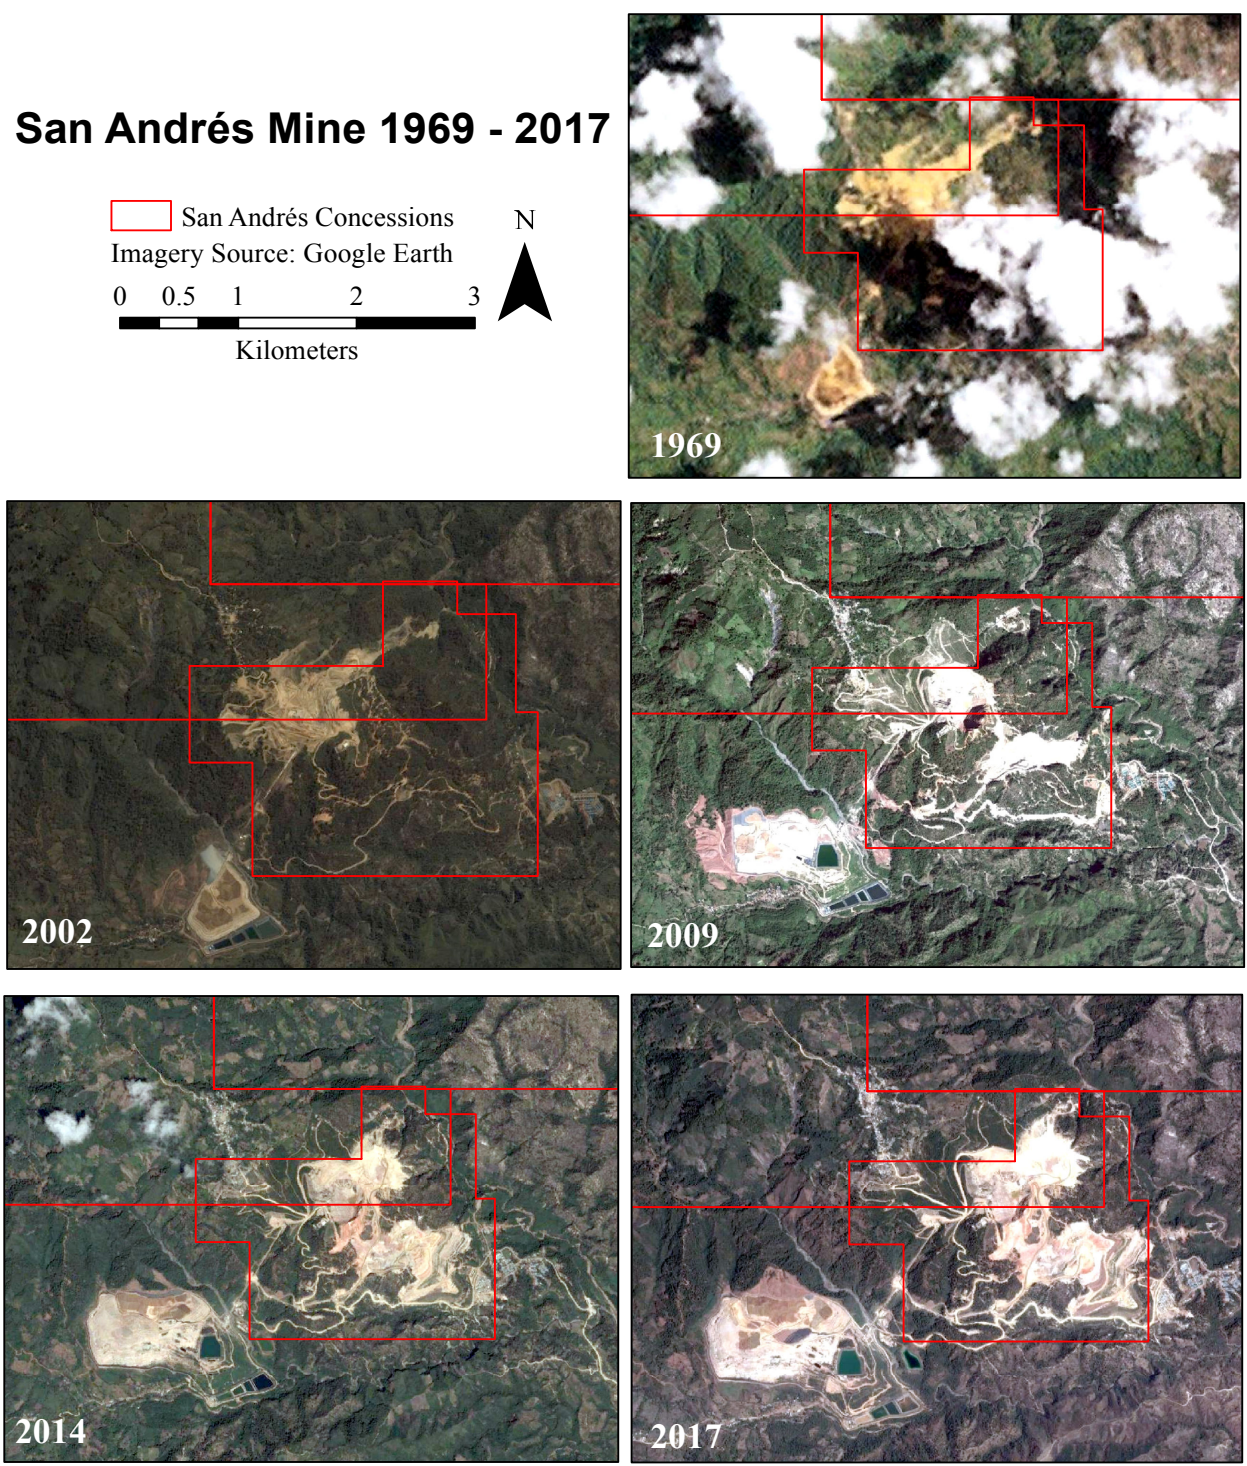 San Andrés Mine 1969 - 2017
San Andrés Concessions
Imagery Source: Google Earth
N
0 0.5 1 2 3
Kilometers
1969
2002
2009
2014
2017